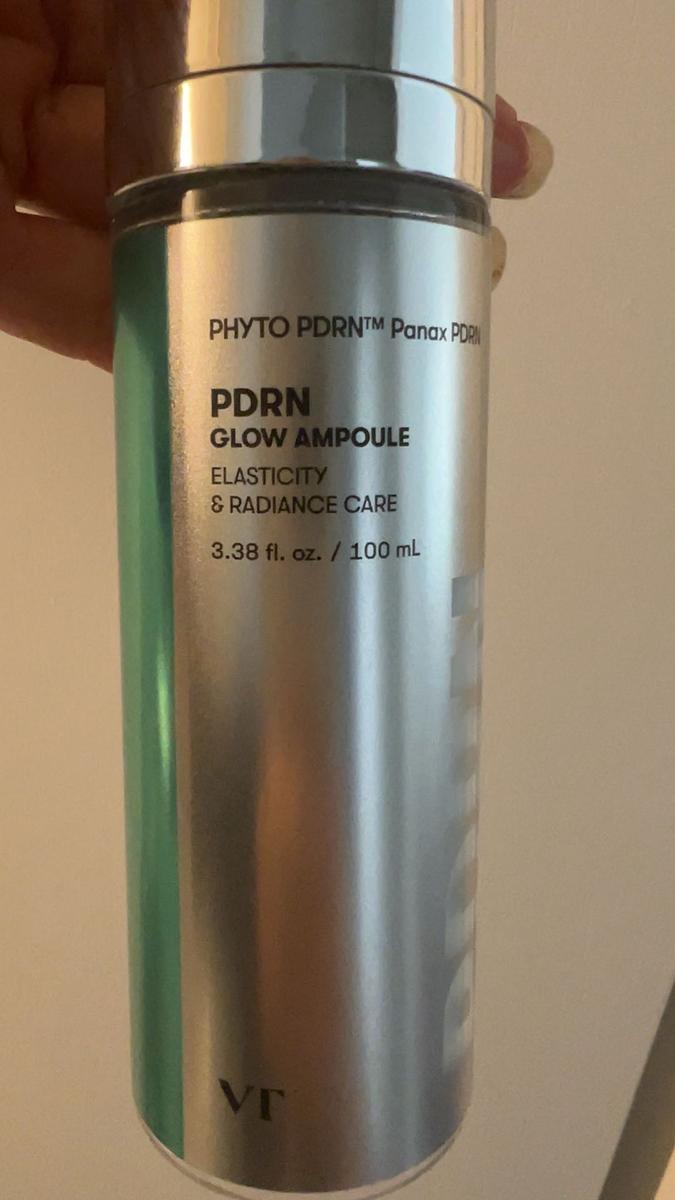 PHYTO PDRN™ Panax PDRN
PDRN
GLOW AMPOULE
ELASTICITY
& RADIANCE CARE
3.38 fl. oz. / 100 mL
VT